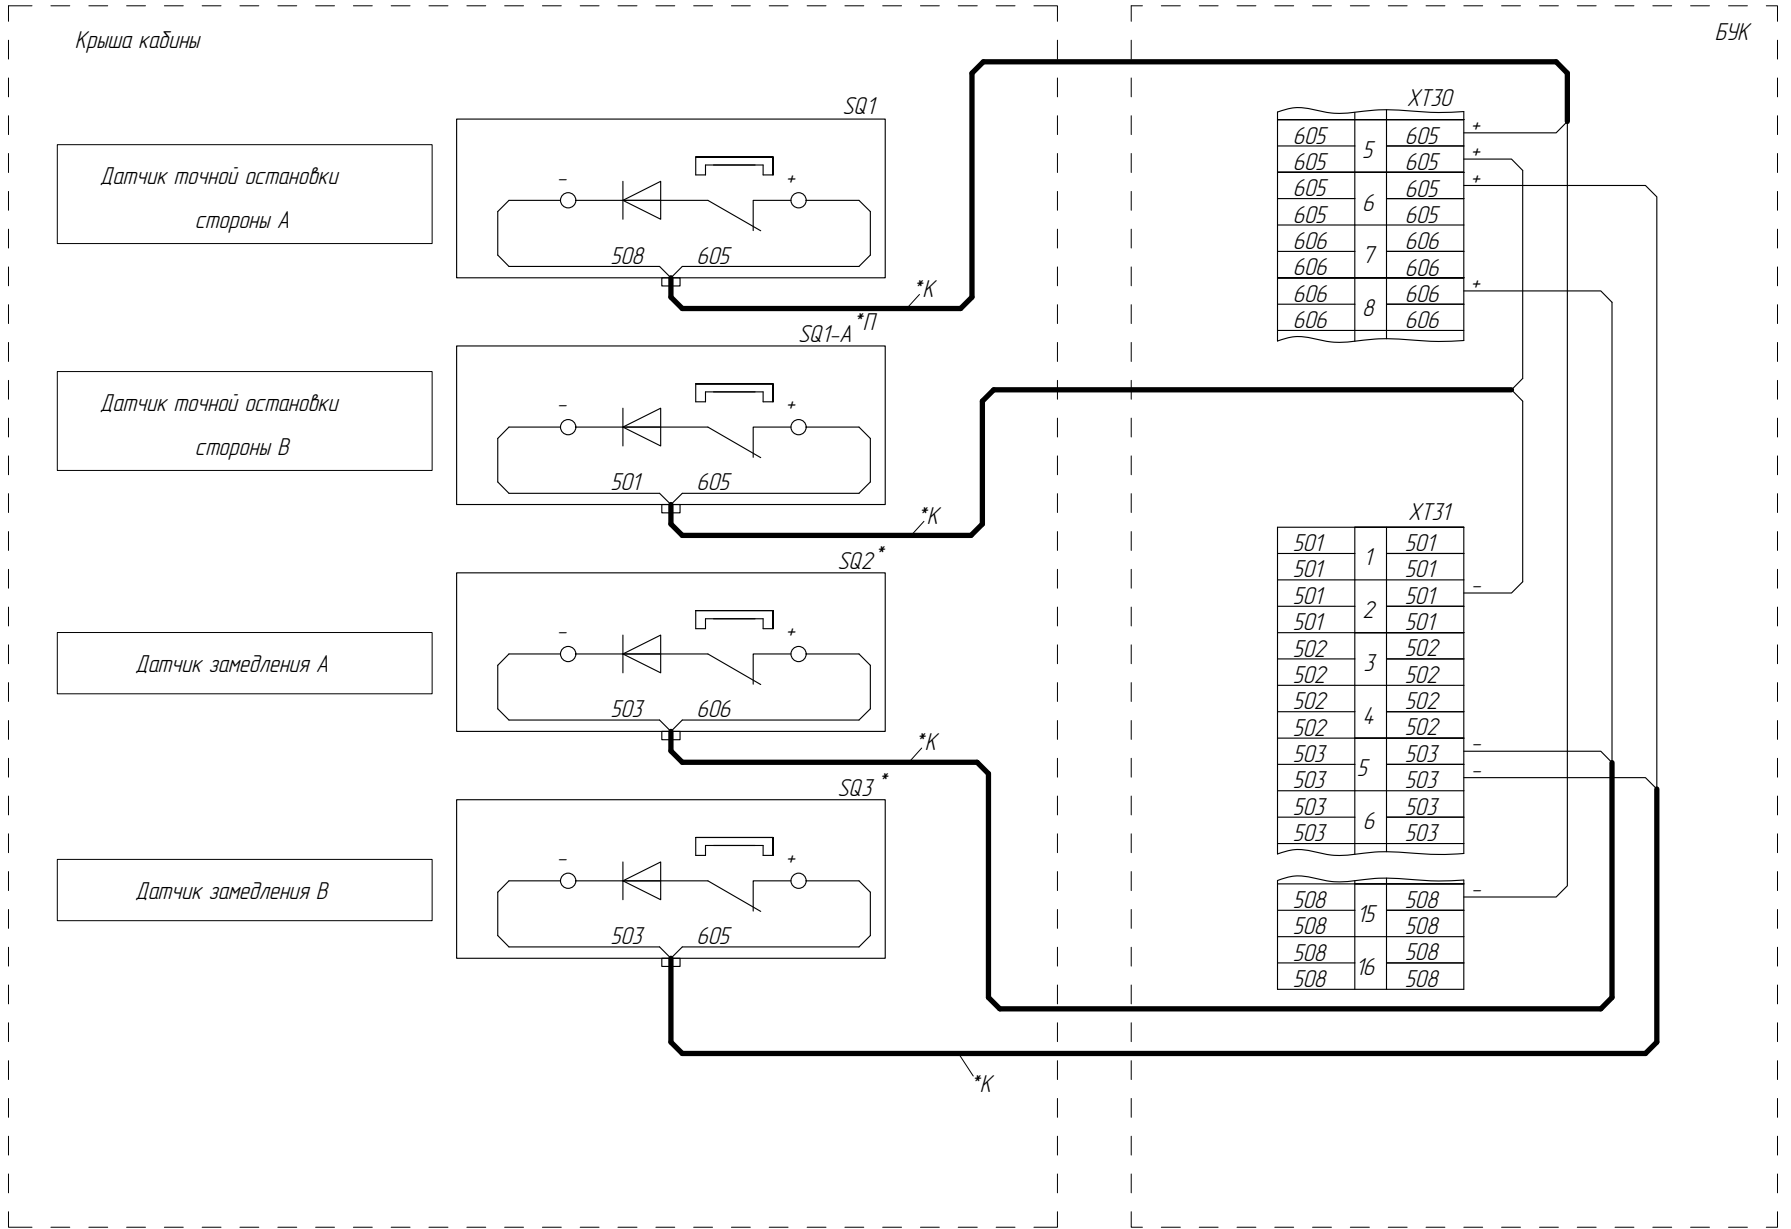 Крыша кабины
БУК
Датчик точной остановки
стороны А
SQ1
- +
508 605
*К
*П
Датчик точной остановки
стороны В
SQ1-А
- +
501 605
*К
Датчик замедления А
SQ2*
- +
503 606
*К
Датчик замедления В
SQ3*
- +
503 605
*К
XT30
605 5 605 +
605 605 +
605 6 605 +
605 605
606 7 606
606 606
606 8 606 +
606 606
XT31
501 1 501
501 501
501 2 501 -
501 501
502 3 502
502 502
502 4 502
502 502
503 5 503 -
503 503 -
503 6 503
503 503
508 15 508 -
508 508
508 16 508
508 508